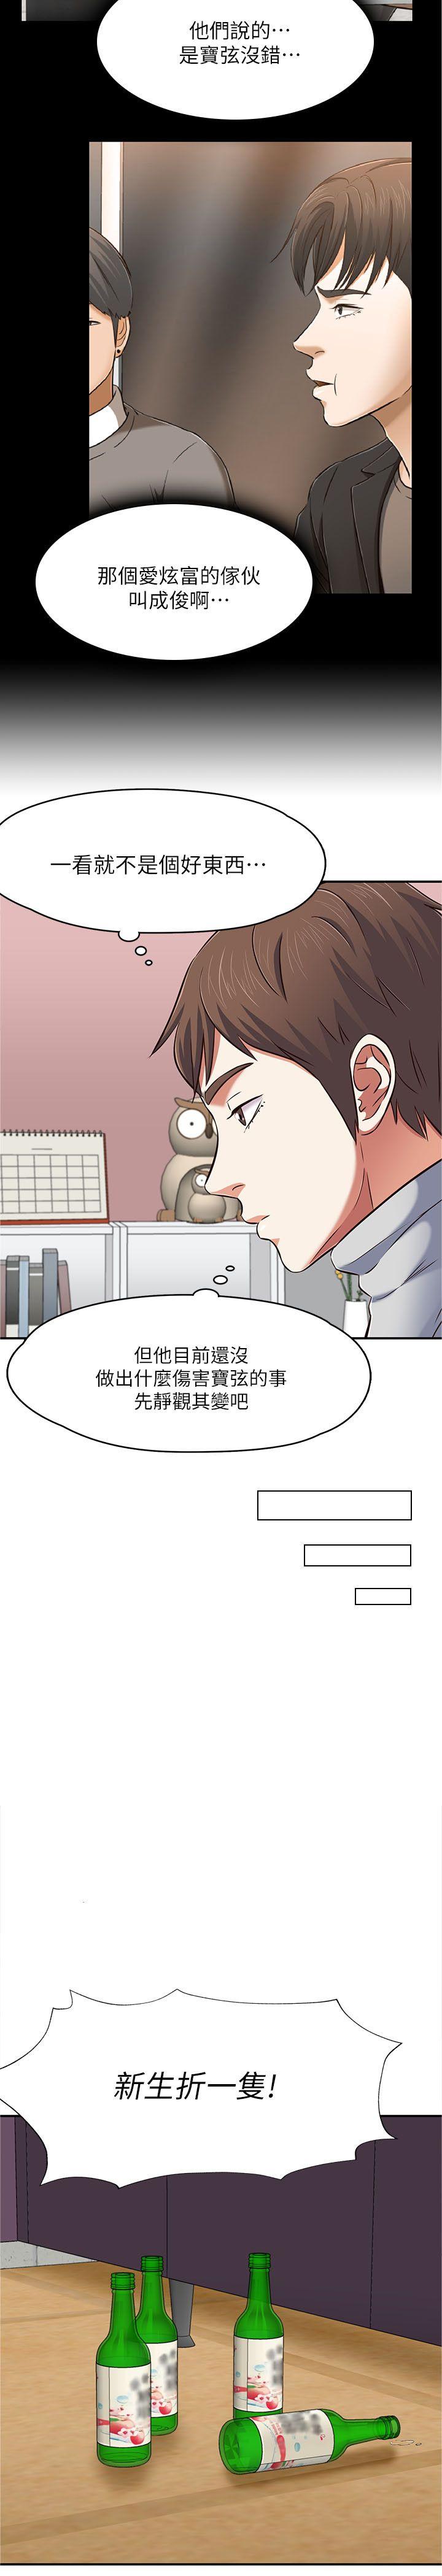 他們說的⋯
是寶弦沒錯⋯
那個愛炫富的傢伙
叫成俊啊⋯
一看就不是個好東西⋯
但他目前還沒
做出什麼傷害寶弦的事
先靜觀其變吧
新生折一隻!